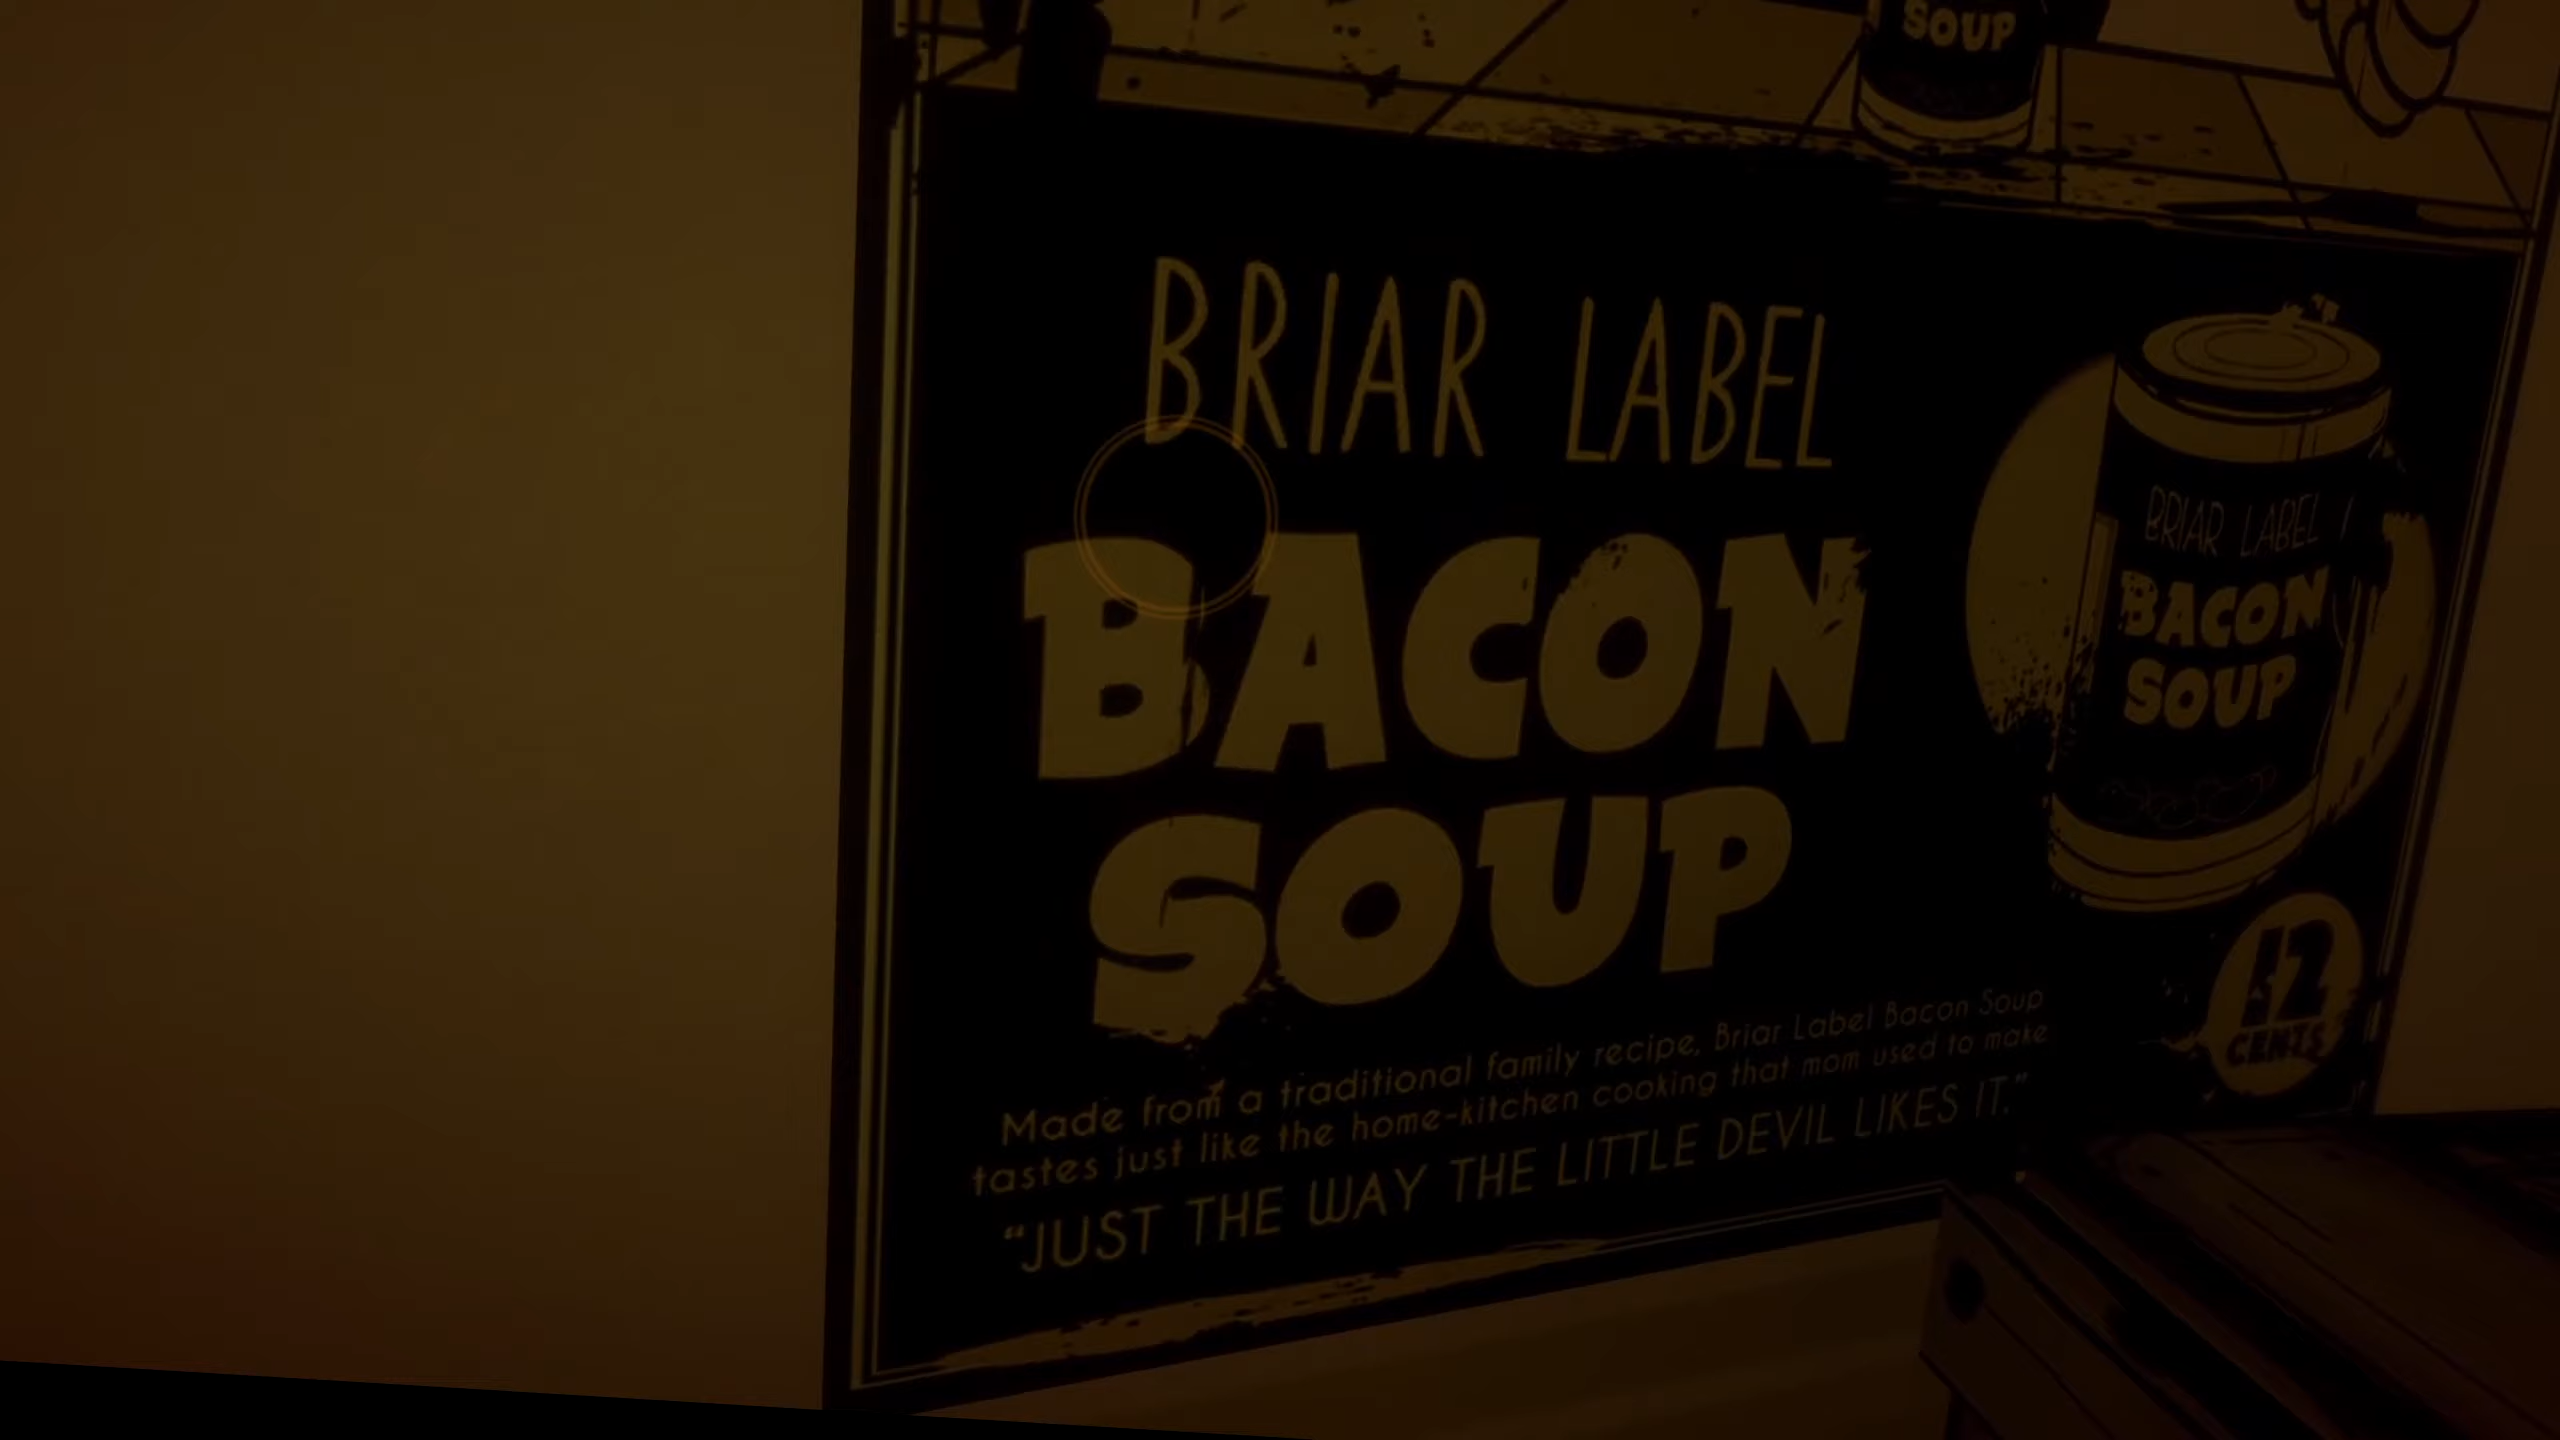 SOUP
BRIAR LABEL
BACON
SOUP
BRIAR LABEL
BACON
SOUP
12
CENTS
Made from a traditional family recipe, Briar Label Bacon Soup
tastes just like the home-kitchen cooking that mom used to make
"JUST THE WAY THE LITTLE DEVIL LIKES IT."